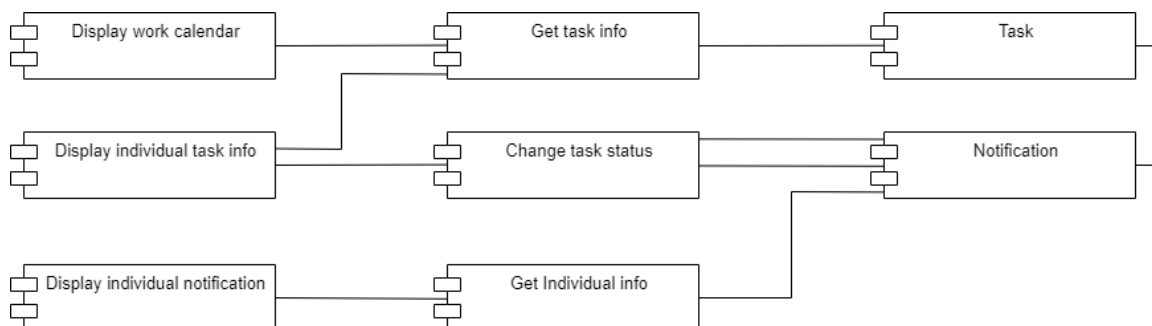 Display work calendar
Get task info
Task
Display individual task info
Change task status
Notification
Display individual notification
Get Individual info